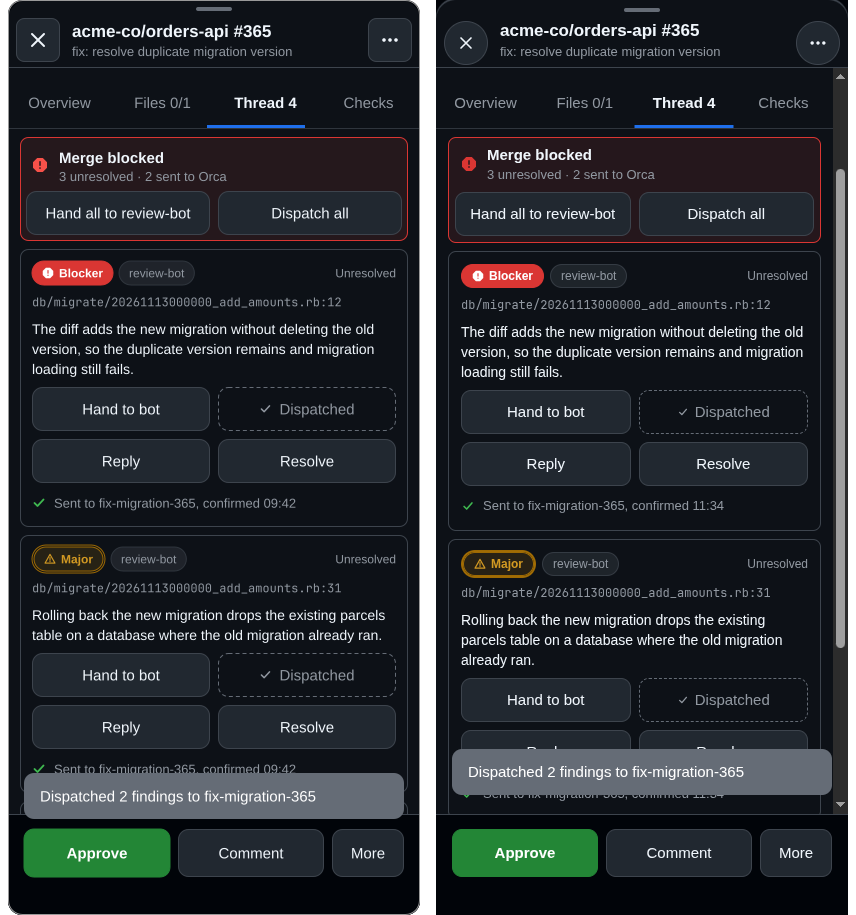 acme-co/orders-api #365
fix: resolve duplicate migration version
Overview
Files 0/1
Thread 4
Checks
Merge blocked
3 unresolved · 2 sent to Orca
Hand all to review-bot
Dispatch all
Blocker
review-bot
Unresolved
db/migrate/20261113000000_add_amounts.rb:12
The diff adds the new migration without deleting the old
version, so the duplicate version remains and migration
loading still fails.
Hand to bot
Dispatched
Reply
Resolve
Sent to fix-migration-365, confirmed 09:42
Major
review-bot
Unresolved
db/migrate/20261113000000_add_amounts.rb:31
Rolling back the new migration drops the existing parcels
table on a database where the old migration already ran.
Hand to bot
Dispatched
Reply
Resolve
Sent to fix-migration-365, confirmed 09:42
Dispatched 2 findings to fix-migration-365
Approve
Comment
More
acme-co/orders-api #365
fix: resolve duplicate migration version
Overview
Files 0/1
Thread 4
Checks
Merge blocked
3 unresolved · 2 sent to Orca
Hand all to review-bot
Dispatch all
Blocker
review-bot
Unresolved
db/migrate/20261113000000_add_amounts.rb:12
The diff adds the new migration without deleting the old
version, so the duplicate version remains and migration
loading still fails.
Hand to bot
Dispatched
Reply
Resolve
Sent to fix-migration-365, confirmed 11:34
Major
review-bot
Unresolved
db/migrate/20261113000000_add_amounts.rb:31
Rolling back the new migration drops the existing
parcels table on a database where the old migration
already ran.
Hand to bot
Dispatched
Reply
Resolve
Dispatched 2 findings to fix-migration-365
Sent to fix-migration-365, confirmed 11:34
Approve
Comment
More